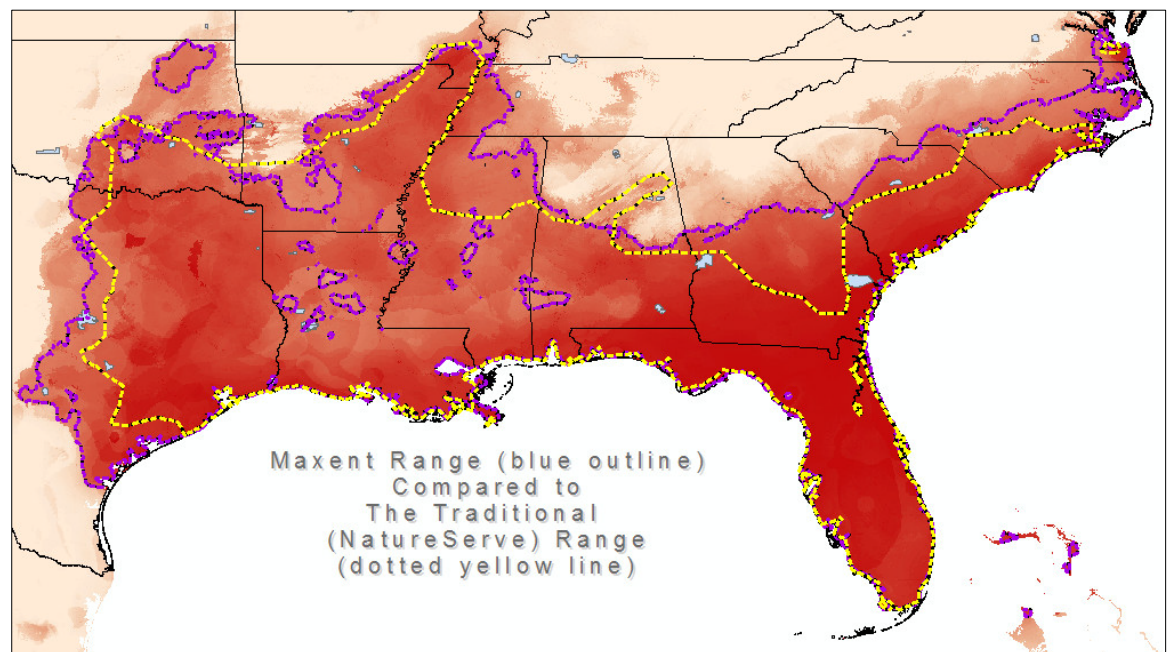 Maxent Range (blue outline)
Compared to
The Traditional
(NatureServe) Range
(dotted yellow line)